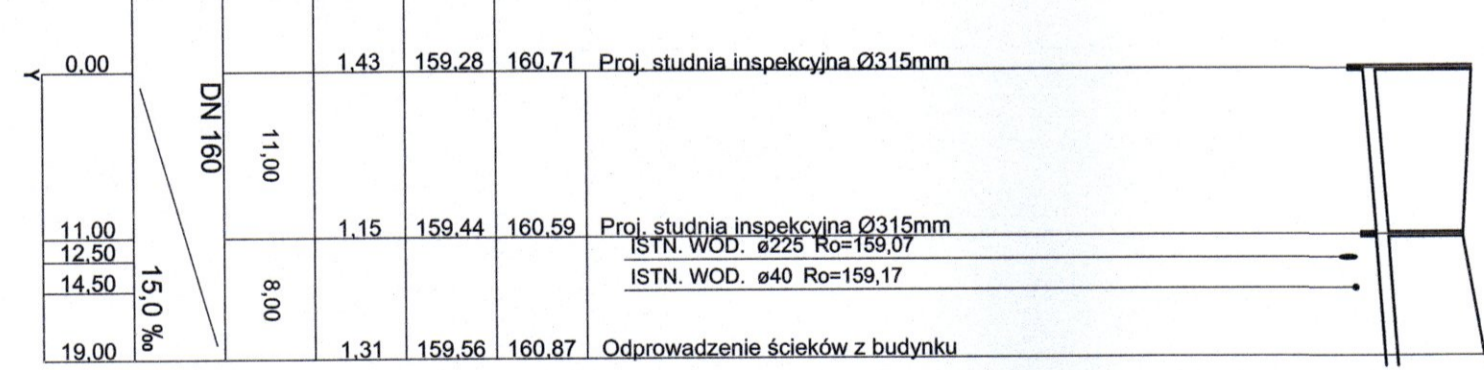 0,00 1,43 159,28 160,71 Proj. studnia inspekcyjna Ø315mm
Y
DN 160
11,00
11,00 1,15 159,44 160,59 Proj. studnia inspekcyjna Ø315mm
12,50 ISTN. WOD. ø225 Ro=159,07
14,50 ISTN. WOD. ø40 Ro=159,17
15,0 ‰
8,00
19,00 1,31 159,56 160,87 Odprowadzenie ścieków z budynku